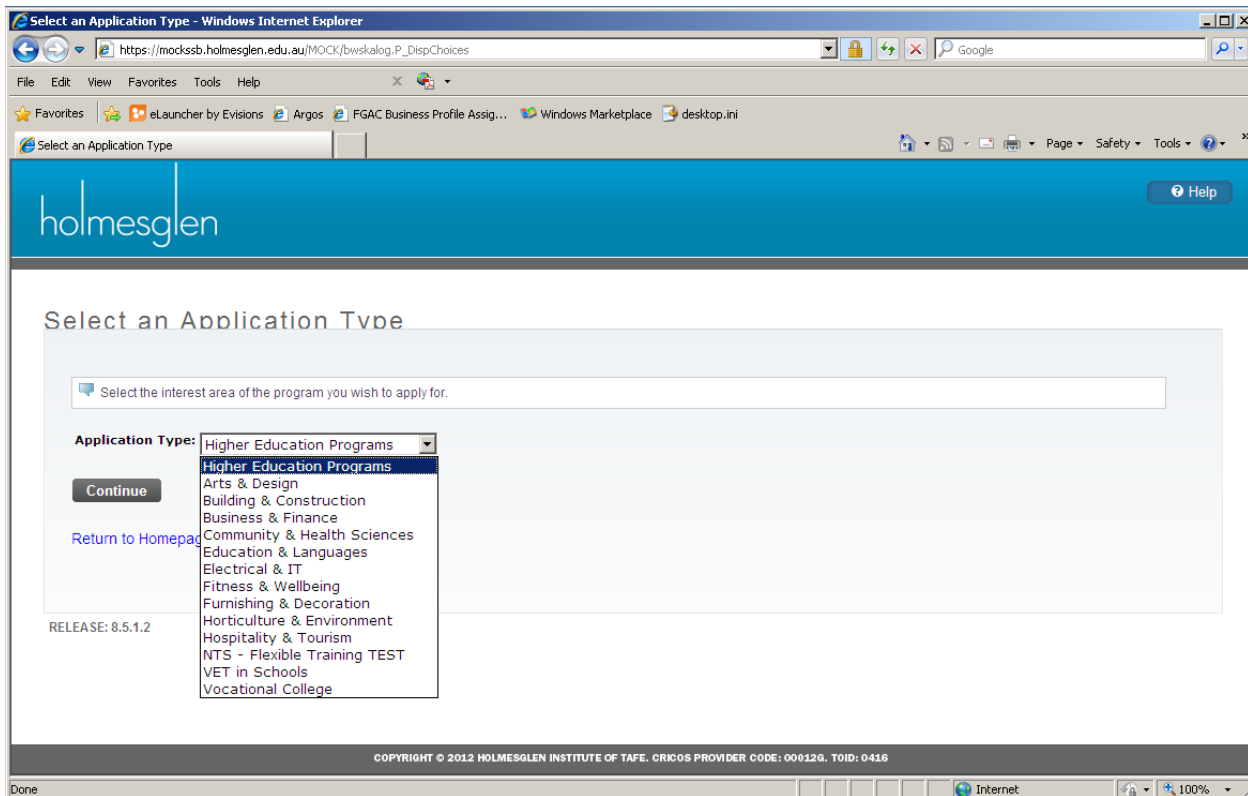 Select an Application Type - Windows Internet Explorer
https://mockssb.holmesglen.edu.au/MOCK/bwskalog.P_DispChoices
Google
File Edit View Favorites Tools Help
Favorites eLauncher by Evisions Argos FGAC Business Profile Assig... Windows Marketplace desktop.ini
Select an Application Type
Page Safety Tools »
holmesglen
Help
Select an Application Type
Select the interest area of the program you wish to apply for.
Application Type: Higher Education Programs
Higher Education Programs
Arts & Design
Building & Construction
Continue
Business & Finance
Return to Homepag
Community & Health Sciences
Education & Languages
Electrical & IT
Fitness & Wellbeing
Furnishing & Decoration
Horticulture & Environment
RELEASE: 8.5.1.2
Hospitality & Tourism
NTS - Flexible Training TEST
VET in Schools
Vocational College
COPYRIGHT © 2012 HOLMESGLEN INSTITUTE OF TAFE. CRICOS PROVIDER CODE: 00012G. TOID: 0416
Done
Internet
100%